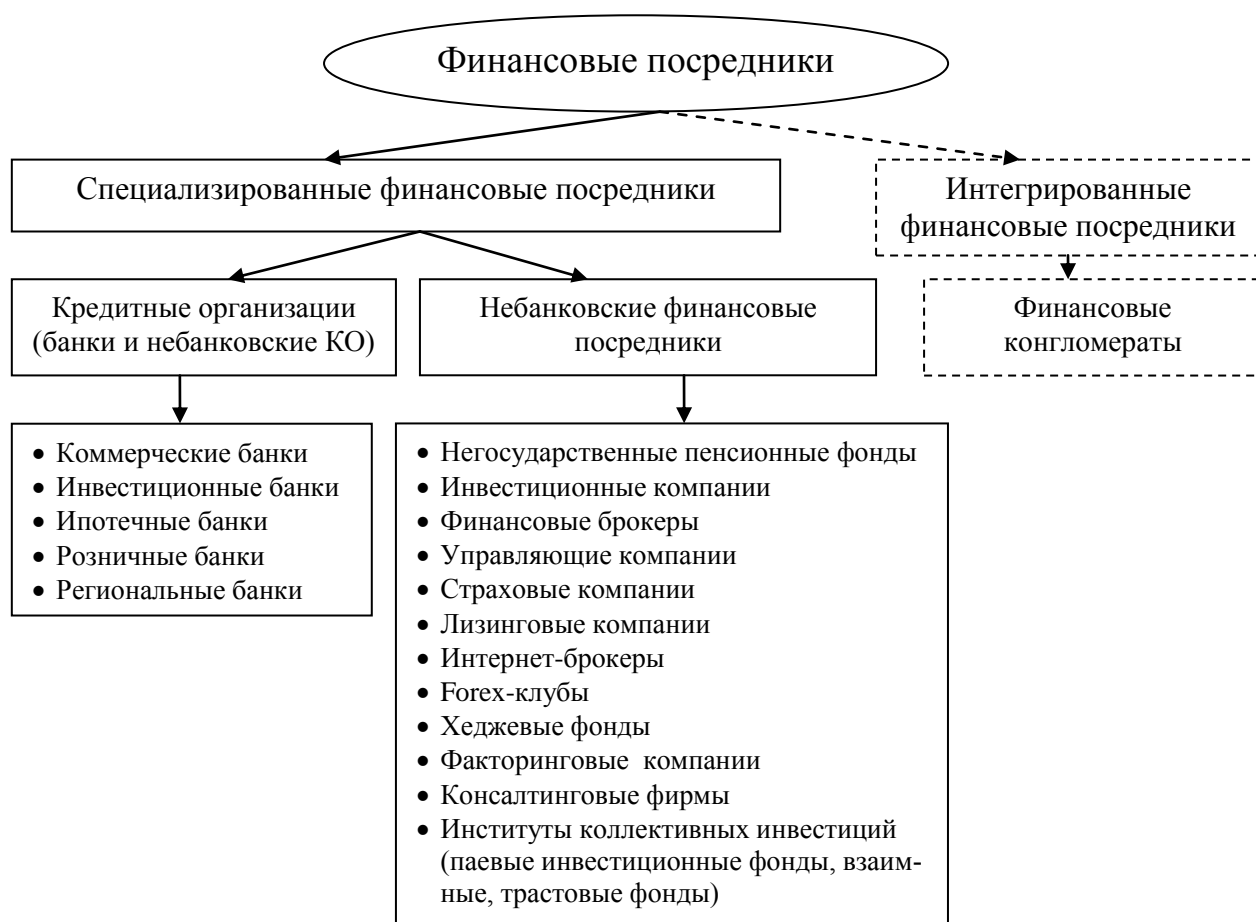 Финансовые посредники
Специализированные финансовые посредники
Интегрированные
финансовые посредники
Кредитные организации
(банки и небанковские КО)
Небанковские финансовые
посредники
Финансовые
конгломераты
• Коммерческие банки
• Инвестиционные банки
• Ипотечные банки
• Розничные банки
• Региональные банки
• Негосударственные пенсионные фонды
• Инвестиционные компании
• Финансовые брокеры
• Управляющие компании
• Страховые компании
• Лизинговые компании
• Интернет-брокеры
• Forex-клубы
• Хеджевые фонды
• Факторинговые компании
• Консалтинговые фирмы
• Институты коллективных инвестиций
(паевые инвестиционные фонды, взаим-
ные, трастовые фонды)